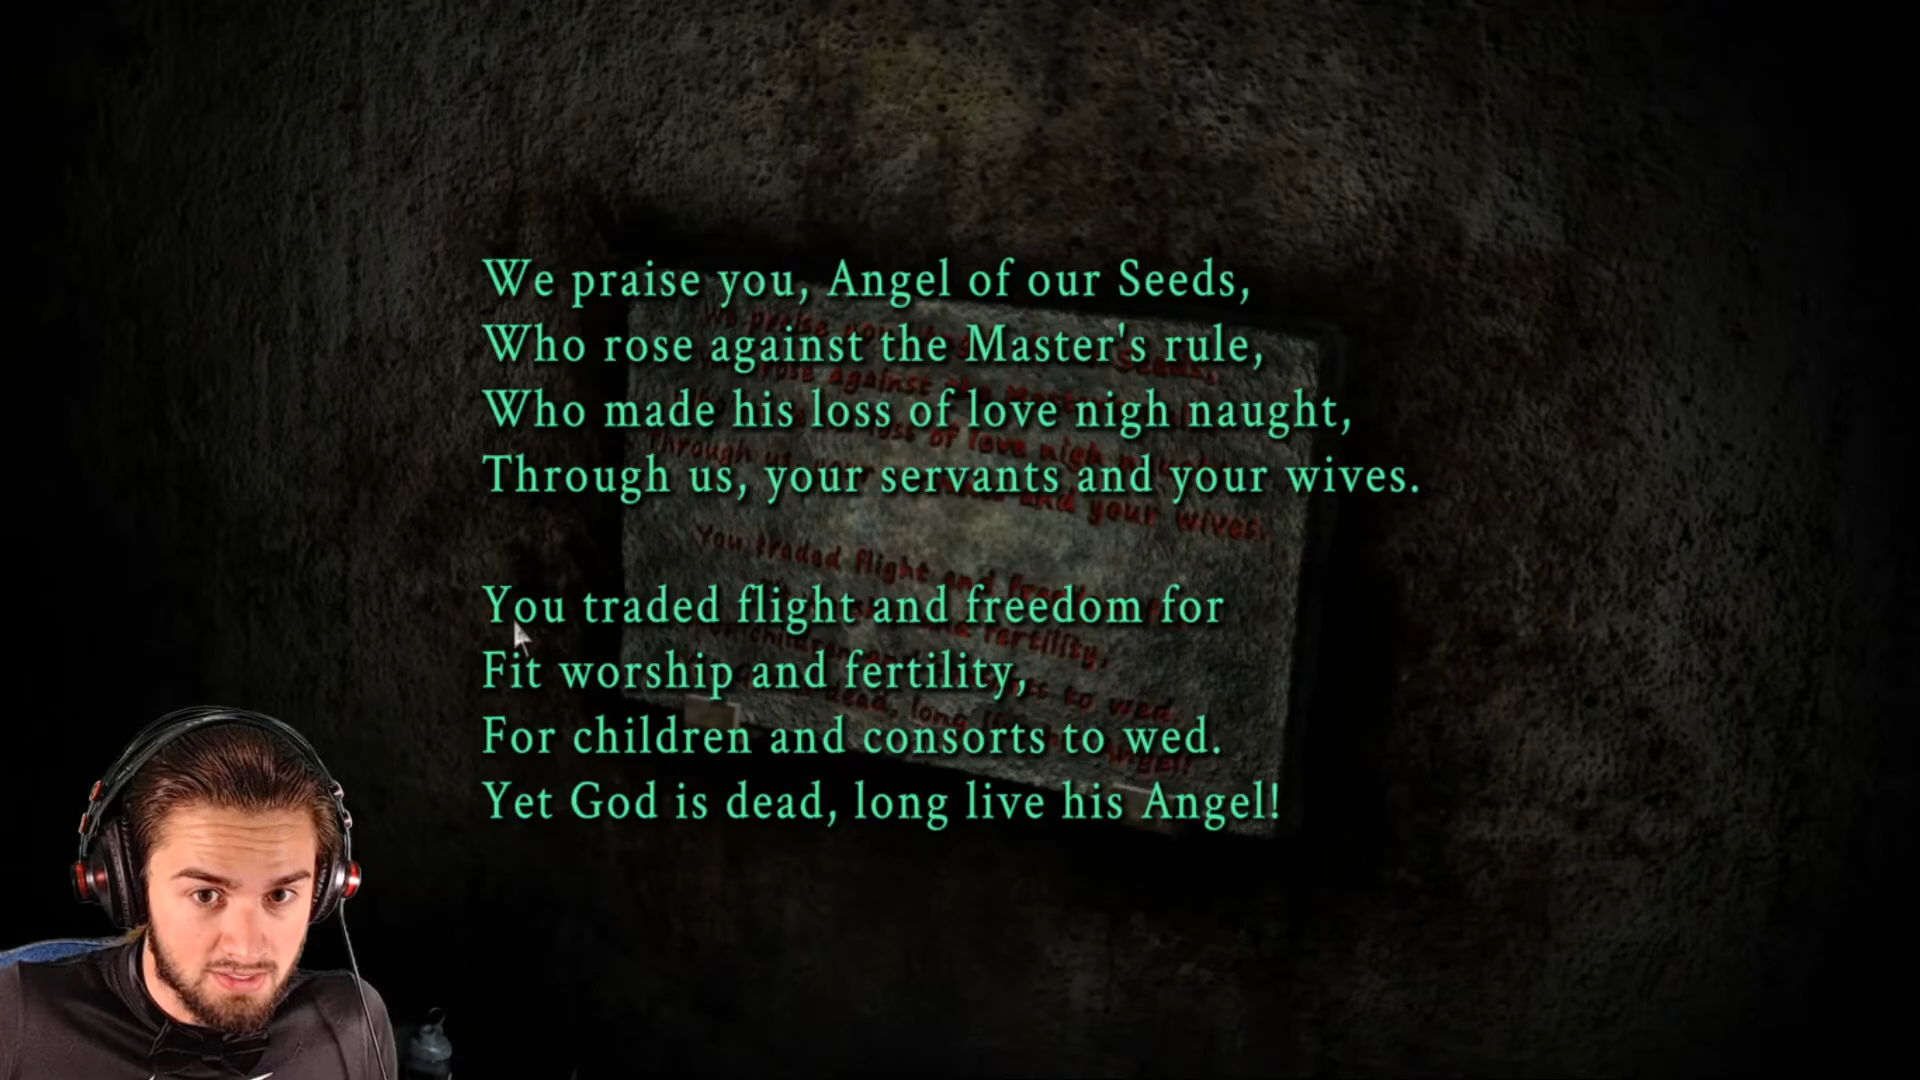 We praise you, Angel of our Seeds,
Who rose against the Master's rule,
Who made his loss of love nigh naught,
Through us, your servants and your wives.
You traded flight and freedom for
Fit worship and fertility,
For children and consorts to wed.
Yet God is dead, long live his Angel!